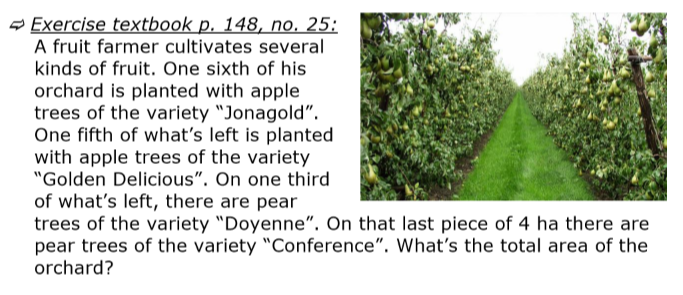 ⇨ Exercise textbook p. 148, no. 25:
A fruit farmer cultivates several
kinds of fruit. One sixth of his
orchard is planted with apple
trees of the variety “Jonagold”.
One fifth of what’s left is planted
with apple trees of the variety
“Golden Delicious”. On one third
of what’s left, there are pear
trees of the variety “Doyenne”. On that last piece of 4 ha there are
pear trees of the variety “Conference”. What’s the total area of the
orchard?